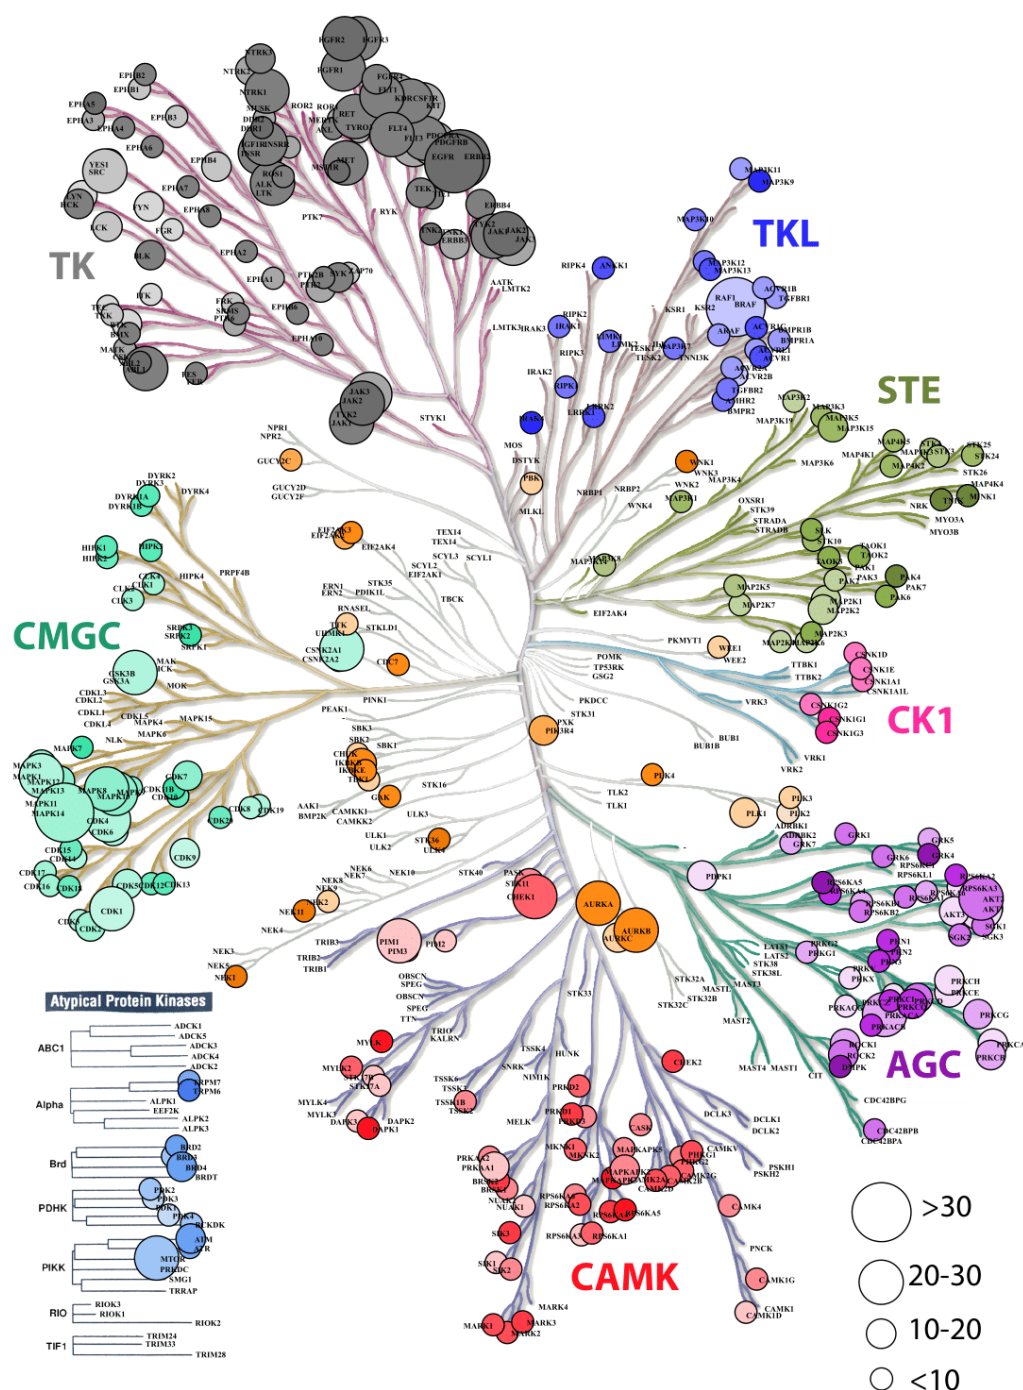 TK
EPHB2
EPHB1
EPHA5
EPHA3
EPHA4
EPHB3
EPHA6
EPHB4
YES1
SRC
EPHA7
FYN
EPHA8
FGR
LCK
BLK
EPHA2
EPHA1
ITK
FRK
SRMS
PTK6
EPHB6
EPHA10
TEC
TXK
BTK
BMX
MATK
ABL2
ABL1
FES
FER
NTRK3
NTRK2
NTRK1
MUSK
DDR2
DDR1
IGF1R
INSRR
INSR
ROS1
ALK
LTK
PTK7
ROR2
ROR1
MERTK
AXL
TYRO3
MET
MST1R
RYK
FGFR2
FGFR3
FGFR1
FGFR4
FLT1
KDR
CSF1R
KIT
RET
FLT4
FLT3
PDGFRA
PDGFRB
EGFR
ERBB2
TEK
TIE1
ERBB4
ERBB3
TNK2
TNK1
TYK2
JAK1
JAK2
JAK3
SYK
ZAP70
PTK2B
PTK2
AATK
LMTK2
LMTK3
JAK3
JAK2
TYK2
JAK1
STYK1
TKL
MAP3K11
MAP3K9
MAP3K10
MAP3K12
MAP3K13
RIPK4
ANKK1
RIPK2
IRAK3
IRAK1
RIPK3
IRAK2
RIPK1
LIMK1
LIMK2
TESK1
TESK2
MAP3K7
TNNI3K
KSR1
KSR2
RAF1
BRAF
ARAF
ACVR1B
TGFBR1
ACVR1C
BMPR1B
BMPR1A
ACVRL1
ACVR1
ACVR2A
ACVR2B
TGFBR2
AMHR2
BMPR2
LRRK2
LRRK1
IRAK4
MOS
DSTYK
PBK
MLKL
NRBP1
NRBP2
WNK1
WNK3
WNK2
WNK4
STE
MAP3K2
MAP3K3
MAP3K5
MAP3K15
MAP3K19
MAP3K6
MAP3K4
MAP3K1
MAP3K8
MAP3K14
MAP4K1
MAP4K5
MAP4K3
MAP4K2
STK4
STK3
STK25
STK24
STK26
MAP4K4
MINK1
TNIK
NRK
MYO3A
MYO3B
OXSR1
STK39
STRADA
STRADB
SLK
STK10
TAOK1
TAOK2
TAOK3
PAK1
PAK3
PAK2
PAK4
PAK7
PAK6
MAP2K5
MAP2K7
MAP2K1
MAP2K2
MAP2K3
MAP2K4
MAP2K6
EIF2AK4
NPR1
NPR2
GUCY2C
GUCY2D
GUCY2F
EIF2AK3
EIF2AK2
EIF2AK4
TEX14
TEX14
SCYL3
SCYL1
SCYL2
EIF2AK1
TBCK
STK35
PDIK1L
ERN1
ERN2
RNASEL
TTK
UHMK1
STKLD1
CSNK2A1
CSNK2A2
CDC7
CMGC
DYRK2
DYRK3
DYRK4
DYRK1A
DYRK1B
HIPK1
HIPK2
HIPK3
HIPK4
PRPF4B
CLK4
CLK1
CLK2
CLK3
SRPK3
SRPK2
SRPK1
GSK3B
GSK3A
MAK
ICK
MOK
CDKL3
CDKL2
CDKL1
CDKL5
CDKL4
MAPK15
MAPK4
MAPK6
NLK
MAPK7
MAPK3
MAPK1
MAPK12
MAPK13
MAPK11
MAPK14
MAPK8
MAPK9
MAPK10
CDK7
CDK11B
CDK10
CDK4
CDK6
CDK20
CDK8
CDK19
CDK9
CDK15
CDK14
CDK17
CDK16
CDK18
CDK5
CDK12
CDK13
CDK3
CDK2
CDK1
PINK1
PEAK1
SBK3
SBK2
SBK1
CHUK
IKBKB
IKBKE
TBK1
GAK
STK16
AAK1
BMP2K
CAMKK1
CAMKK2
ULK3
ULK1
ULK2
STK36
ULK4
PKMYT1
WEE1
WEE2
POMK
TP53RK
GSG2
PKDCC
STK31
PXK
PIK3R4
BUB1
BUB1B
CK1
TTBK1
TTBK2
CSNK1D
CSNK1E
CSNK1A1
CSNK1A1L
CSNK1G2
CSNK1G1
CSNK1G3
VRK3
VRK1
VRK2
PLK4
TLK2
TLK1
PLK1
PLK3
PLK2
NEK6
NEK7
NEK8
NEK9
NEK2
NEK10
NEK11
NEK4
NEK3
NEK5
NEK1
STK40
PASK
STK11
CHEK1
PIM1
PIM3
PIM2
TRIB3
TRIB2
TRIB1
AURKA
AURKB
AURKC
STK33
STK32A
STK32B
STK32C
OBSCN
SPEG
OBSCN
SPEG
TTN
TRIO
KALRN
MYLK
MYLK2
STK17B
STK17A
MYLK4
MYLK3
DAPK3
DAPK2
DAPK1
TSSK4
SNRK
HUNK
NIM1K
TSSK6
TSSK3
TSSK1B
TSSK2
MELK
PRKD2
PRKD1
PRKD3
CHEK2
DCLK3
DCLK1
DCLK2
CASK
CAMKV
PSKH1
PSKH2
PRKAA2
PRKAA1
BRSK2
BRSK1
NUAK2
NUAK1
SIK3
SIK1
SIK2
MKNK1
MKNK2
MAPKAPK5
MAPKAPK2
MAPKAPK3
PHKG1
PHKG2
CAMK2A
CAMK2G
CAMK2B
CAMK2D
RPS6KA6
RPS6KA2
RPS6KA4
RPS6KA5
RPS6KA3
RPS6KA1
CAMK4
PNCK
CAMK1G
CAMK1
CAMK1D
MARK4
MARK1
MARK3
MARK2
CAMK
AGC
ADRBK1
ADRBK2
GRK7
GRK1
GRK5
GRK6
GRK4
PDPK1
RPS6KC1
RPS6KL1
RPS6KA5
RPS6KA4
RPS6KA2
RPS6KA3
RPS6KA6
RPS6KA1
RPS6KB1
RPS6KB2
AKT2
AKT3
AKT1
SGK1
SGK2
SGK3
PKN1
PKN2
PKN3
PRKG2
PRKG1
LATS1
LATS2
STK38
STK38L
PRKY
PRKX
PRKCH
PRKCE
PRKCI
PRKCZ
PRKCD
PRKCQ
PRKCG
PRKCA
PRKCB
PRKACG
PRKACA
PRKACB
MASTL
MAST3
MAST2
MAST4
MAST1
ROCK1
ROCK2
DMPK
CIT
CDC42BPG
CDC42BPB
CDC42BPA
Atypical Protein Kinases
ABC1
ADCK1
ADCK5
ADCK3
ADCK4
ADCK2
Alpha
TRPM7
TRPM6
ALPK1
EEF2K
ALPK2
ALPK3
Brd
BRD2
BRD3
BRD4
BRDT
PDHK
PDK2
PDK3
PDK1
PDK4
BCKDK
PIKK
ATM
ATR
MTOR
PRKDC
SMG1
TRRAP
RIO
RIOK3
RIOK1
RIOK2
TIF1
TRIM24
TRIM33
TRIM28
>30
20-30
10-20
<10